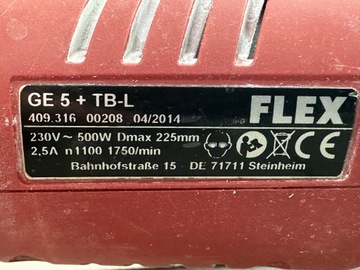 GE 5 + TB-L
409.316 00208 04/2014
FLEX
230V ~ 500W Dmax 225mm
2,5A n1100 1750/min
CE
Bahnhofstraße 15 DE 71711 Steinheim